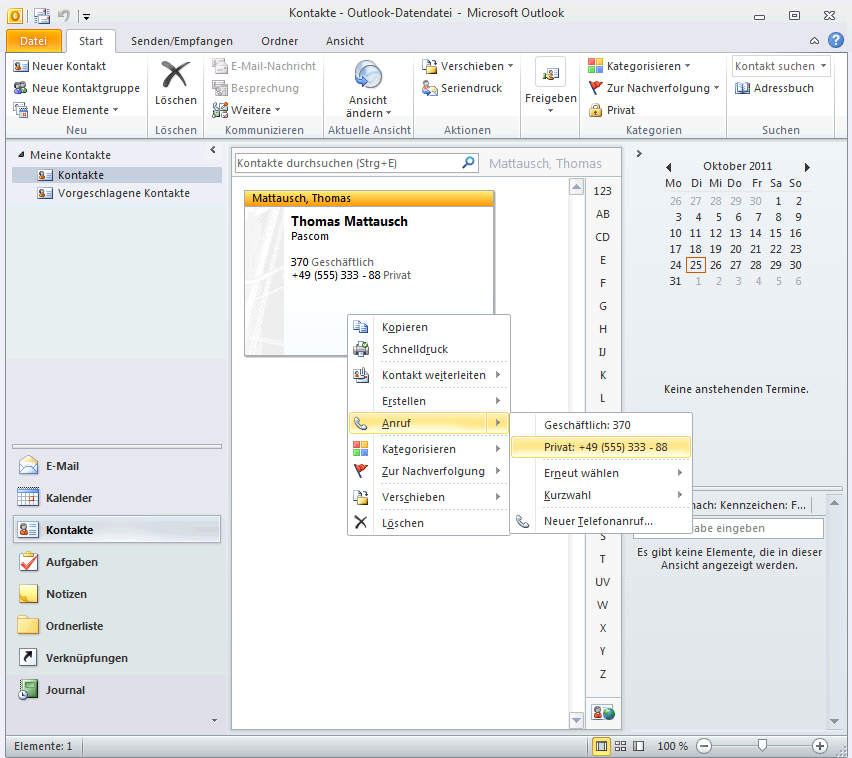 Kontakte - Outlook-Datendatei - Microsoft Outlook
Datei Start Senden/Empfangen Ordner Ansicht
Neuer Kontakt
Neue Kontaktgruppe
Neue Elemente
Neu
Löschen
Löschen
E-Mail-Nachricht
Besprechung
Weitere
Kommunizieren
Ansicht
ändern
Aktuelle Ansicht
Verschieben
Seriendruck
Aktionen
Freigeben
Kategorisieren
Zur Nachverfolgung
Privat
Kategorien
Kontakt suchen
Adressbuch
Suchen
Meine Kontakte
Kontakte
Vorgeschlagene Kontakte
E-Mail
Kalender
Kontakte
Aufgaben
Notizen
Ordnerliste
Verknüpfungen
Journal
Kontakte durchsuchen (Strg+E)
Mattausch, Thomas
Mattausch, Thomas
Thomas Mattausch
Pascom
370 Geschäftlich
+49 (555) 333 - 88 Privat
Kopieren
Schnelldruck
Kontakt weiterleiten
Erstellen
Anruf
Kategorisieren
Zur Nachverfolgung
Verschieben
Löschen
Geschäftlich: 370
Privat: +49 (555) 333 - 88
Erneut wählen
Kurzwahl
Neuer Telefonanruf...
123
AB
CD
E
F
G
H
IJ
K
L
S
T
UV
W
X
Y
Z
Oktober 2011
Mo Di Mi Do Fr Sa So
26 27 28 29 30 1 2
3 4 5 6 7 8 9
10 11 12 13 14 15 16
17 18 19 20 21 22 23
24 25 26 27 28 29 30
31 1 2 3 4 5 6
Keine anstehenden Termine.
nach: Kennzeichen: F...
abe eingeben
Es gibt keine Elemente, die in dieser
Ansicht angezeigt werden.
Elemente: 1
100 %